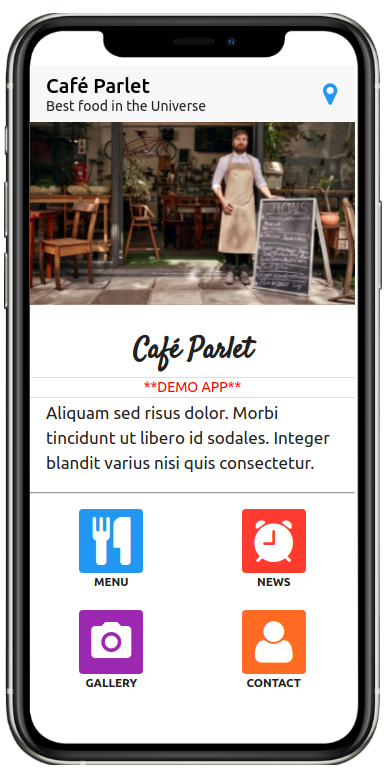 Café Parlet
Best food in the Universe
SPECIALS
Café Parlet
**DEMO APP**
Aliquam sed risus dolor. Morbi
tincidunt ut libero id sodales. Integer
blandit varius nisi quis consectetur.
MENU
NEWS
GALLERY
CONTACT